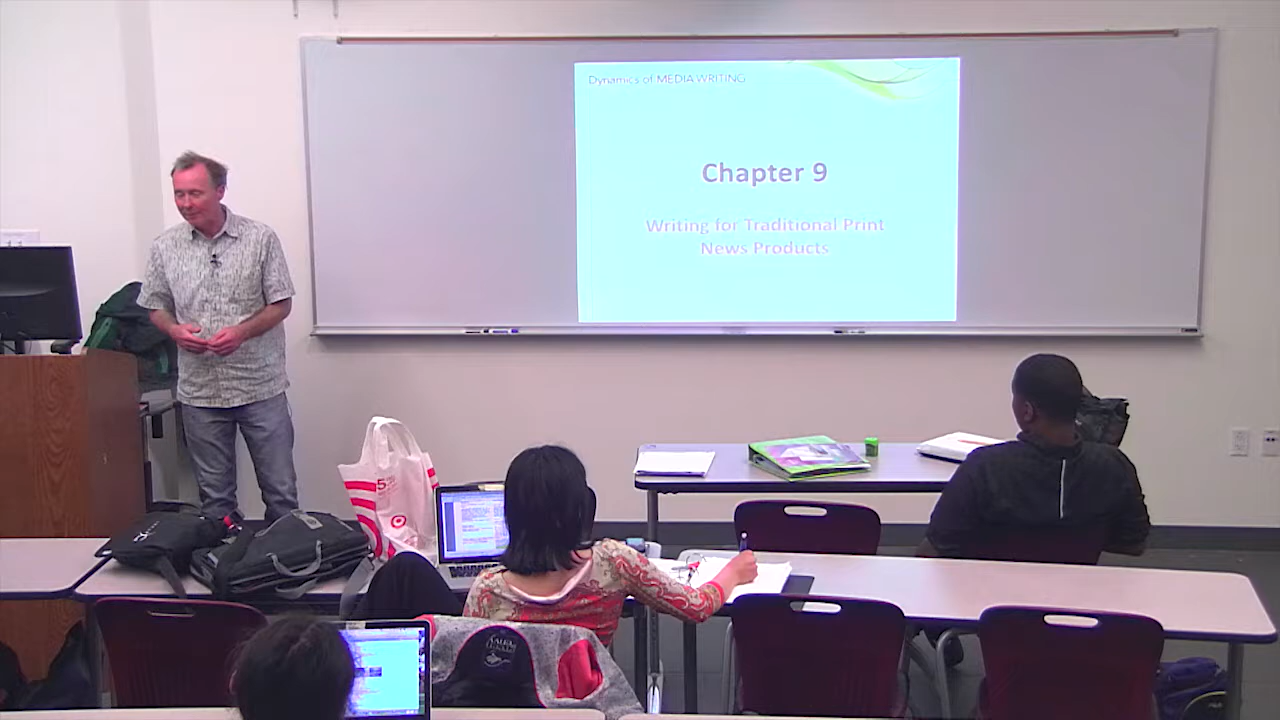 Dynamics of MEDIA WRITING
Chapter 9
Writing for Traditional Print
News Products